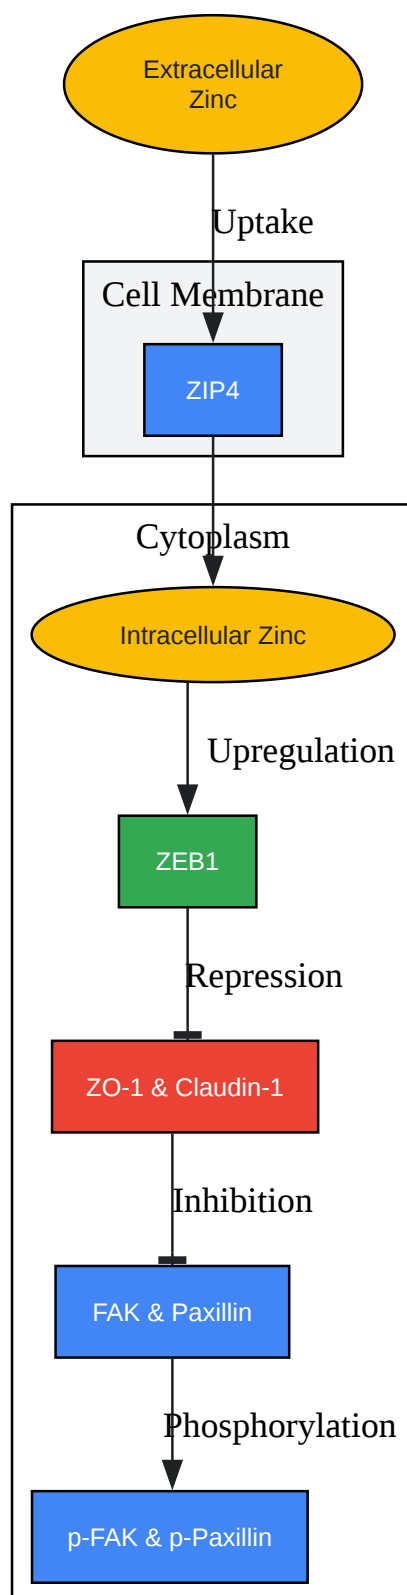 Extracellular
Zinc
Uptake
Cell Membrane
ZIP4
Cytoplasm
Intracellular Zinc
Upregulation
ZEB1
Repression
ZO-1 & Claudin-1
Inhibition
FAK & Paxillin
Phosphorylation
p-FAK & p-Paxillin